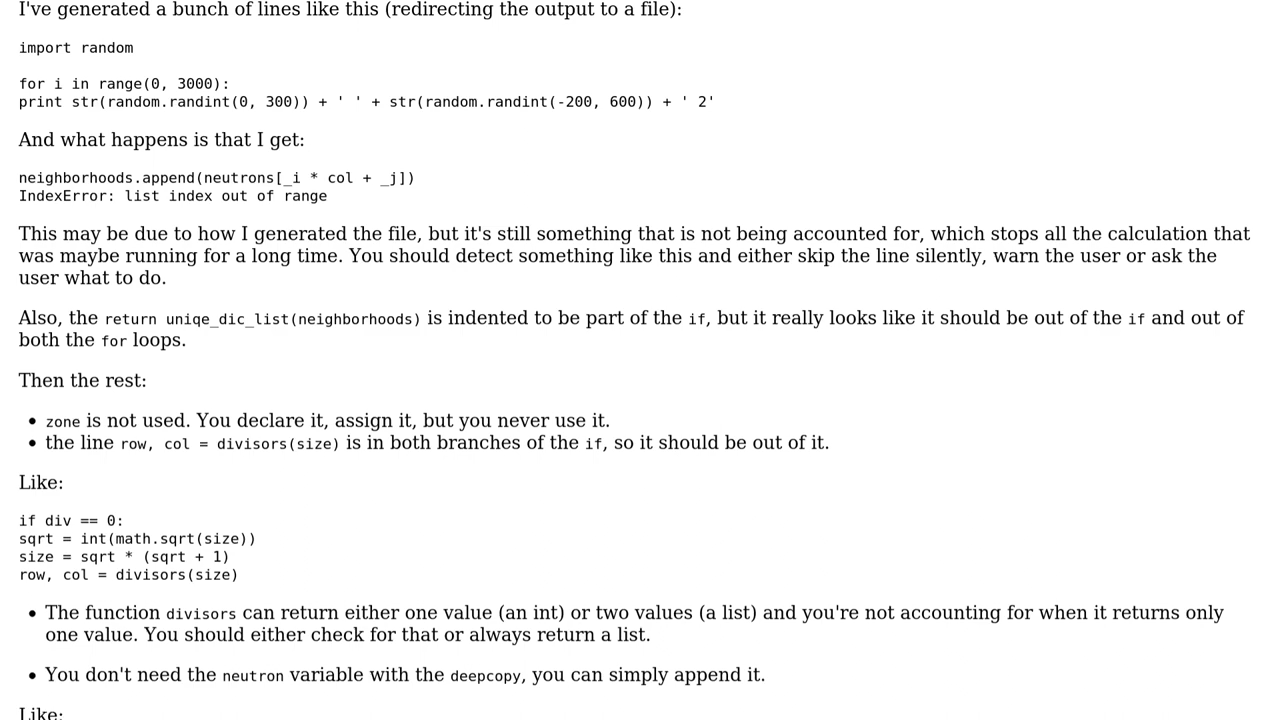 I've generated a bunch of lines like this (redirecting the output to a file):
import random
for i in range(0, 3000):
print str(random.randint(0, 300)) + ' ' + str(random.randint(-200, 600)) + ' 2'
And what happens is that I get:
neighborhoods.append(neutrons[_i * col + _j])
IndexError: list index out of range
This may be due to how I generated the file, but it's still something that is not being accounted for, which stops all the calculation that
was maybe running for a long time. You should detect something like this and either skip the line silently, warn the user or ask the
user what to do.
Also, the return uniqe_dic_list(neighborhoods) is indented to be part of the if, but it really looks like it should be out of the if and out of
both the for loops.
Then the rest:
• zone is not used. You declare it, assign it, but you never use it.
• the line row, col = divisors(size) is in both branches of the if, so it should be out of it.
Like:
if div == 0:
sqrt = int(math.sqrt(size))
size = sqrt * (sqrt + 1)
row, col = divisors(size)
• The function divisors can return either one value (an int) or two values (a list) and you're not accounting for when it returns only
one value. You should either check for that or always return a list.
• You don't need the neutron variable with the deepcopy, you can simply append it.
Like: